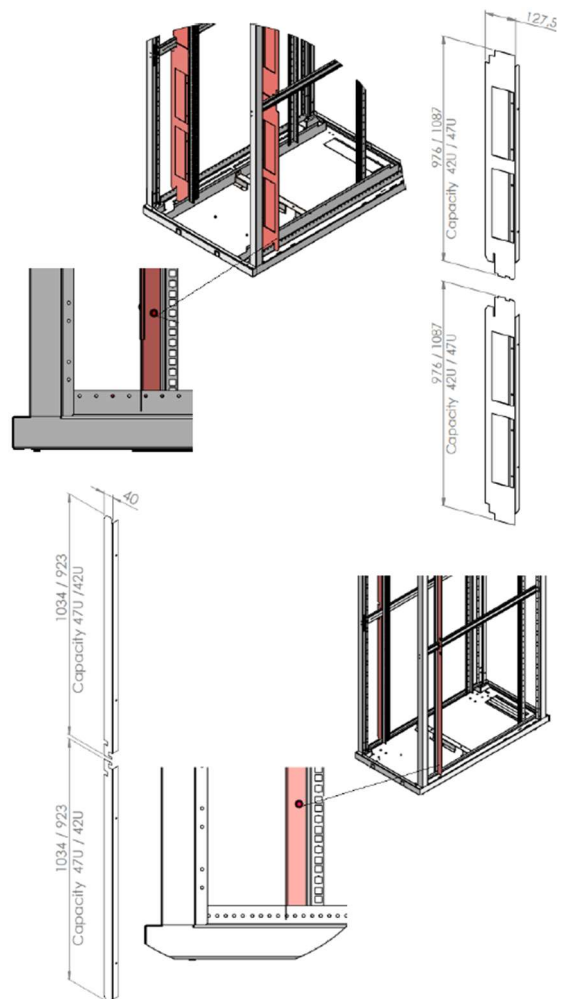 127,5
976 / 1087
Capacity 42U / 47U
976 / 1087
Capacity 42U / 47U
40
1034 / 923
Capacity 47U /42U
1034 / 923
Capacity 47U / 42U